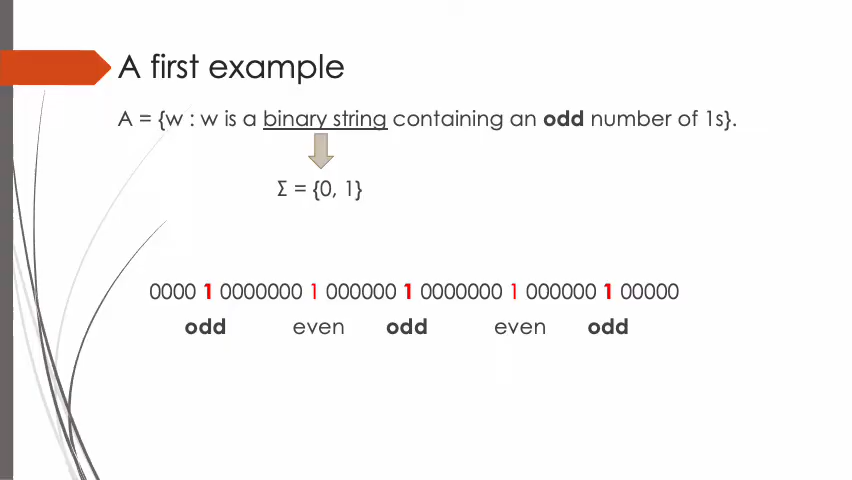 A first example
A = {w : w is a binary string containing an odd number of 1s}.
Σ = {0, 1}
0000 1 0000000 1 000000 1 0000000 1 000000 1 00000
odd even odd even odd